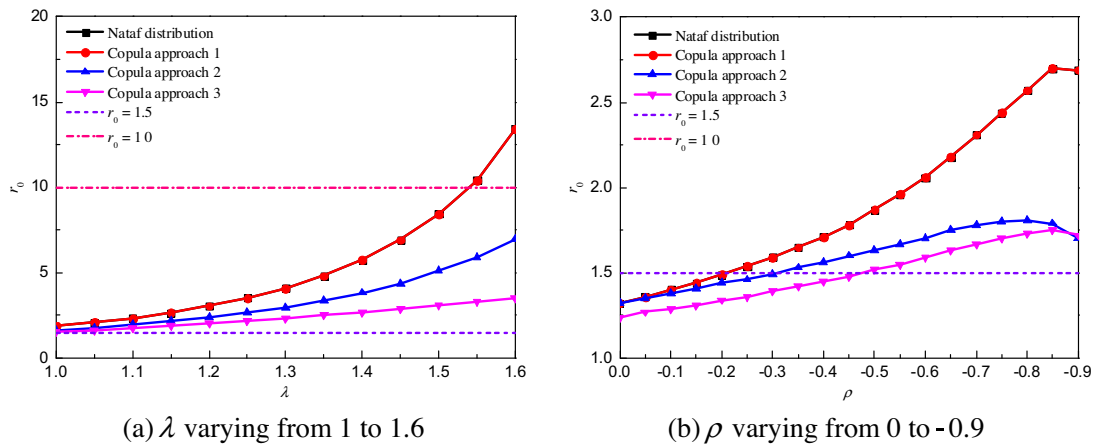 20
15
10
5
0
r₀
Nataf distribution
Copula approach 1
Copula approach 2
Copula approach 3
r₀ = 1.5
r₀ = 1 0
1.0 1.1 1.2 1.3 1.4 1.5 1.6
λ
(a) λ varying from 1 to 1.6
3.0
2.5
2.0
1.5
1.0
r₀
Nataf distribution
Copula approach 1
Copula approach 2
Copula approach 3
r₀ = 1.5
r₀ = 1 0
0.0 -0.1 -0.2 -0.3 -0.4 -0.5 -0.6 -0.7 -0.8 -0.9
ρ
(b) ρ varying from 0 to -0.9